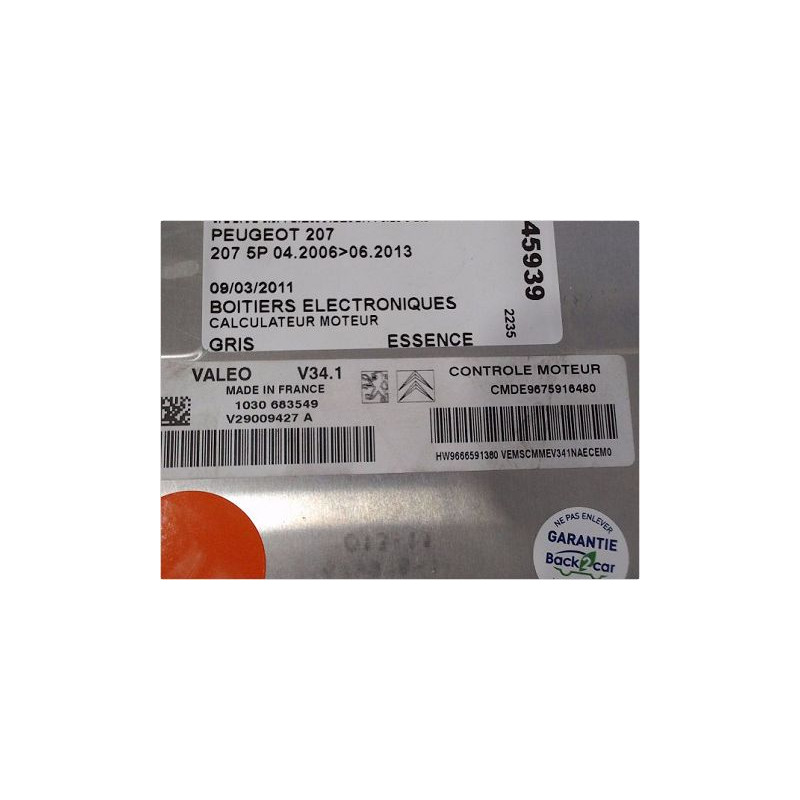 PEUGEOT 207
207 5P 04.2006>06.2013
09/03/2011
BOITIERS ELECTRONIQUES
CALCULATEUR MOTEUR
GRIS ESSENCE
45939
2235
VALEO V34.1
MADE IN FRANCE
1030 683549
V29009427 A
CONTROLE MOTEUR
CMDE9675916480
HW9666591380 VEMSCMMEV341NAECEM0
NE PAS ENLEVER
GARANTIE
Back2car